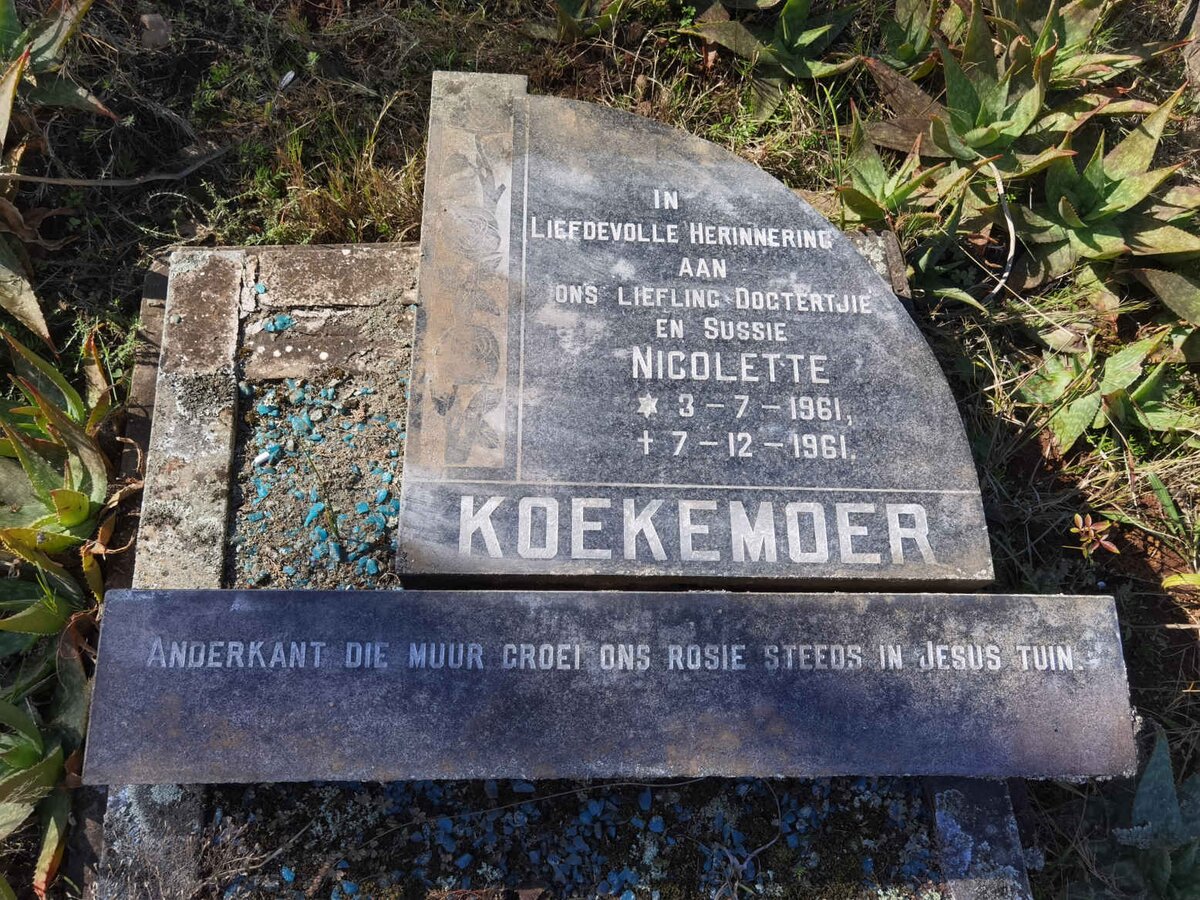 IN
LIEFDEVOLLE HERINNERING
AAN
ONS LIEFLING DOGTERTJIE
EN SUSSIE
NICOLETTE
✶ 3-7-1961,
† 7-12-1961.
KOEKEMOER
ANDERKANT DIE MUUR GROEI ONS ROSIE STEEDS IN JESUS TUIN.